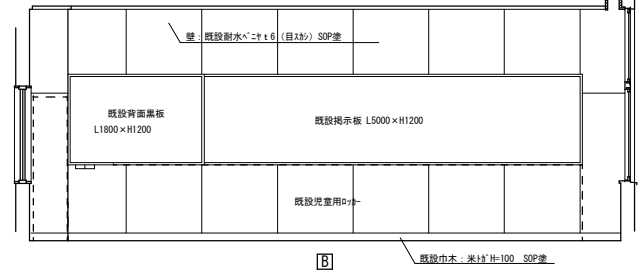 壁：既設耐水ﾍﾞﾆﾔt6（目スカシ）SOP塗
既設背面黒板
L1800×H1200
既設掲示板 L5000×H1200
既設児童用ﾛｯｶｰ
B
既設巾木：米ﾄｶﾞH=100 SOP塗